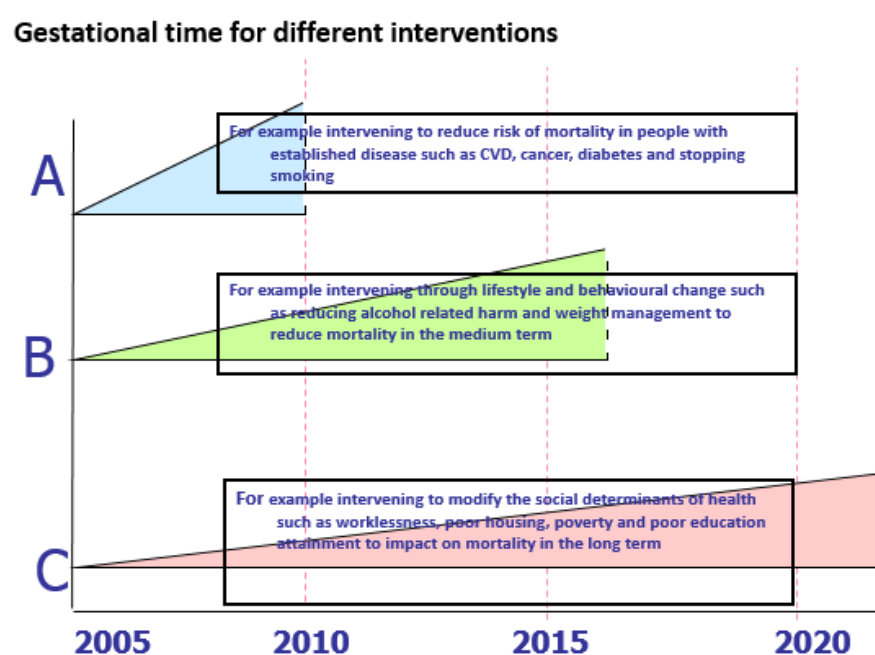 Gestational time for different interventions
A
For example intervening to reduce risk of mortality in people with
established disease such as CVD, cancer, diabetes and stopping
smoking
B
For example intervening through lifestyle and behavioural change such
as reducing alcohol related harm and weight management to
reduce mortality in the medium term
C
For example intervening to modify the social determinants of health
such as worklessness, poor housing, poverty and poor education
attainment to impact on mortality in the long term
2005 2010 2015 2020